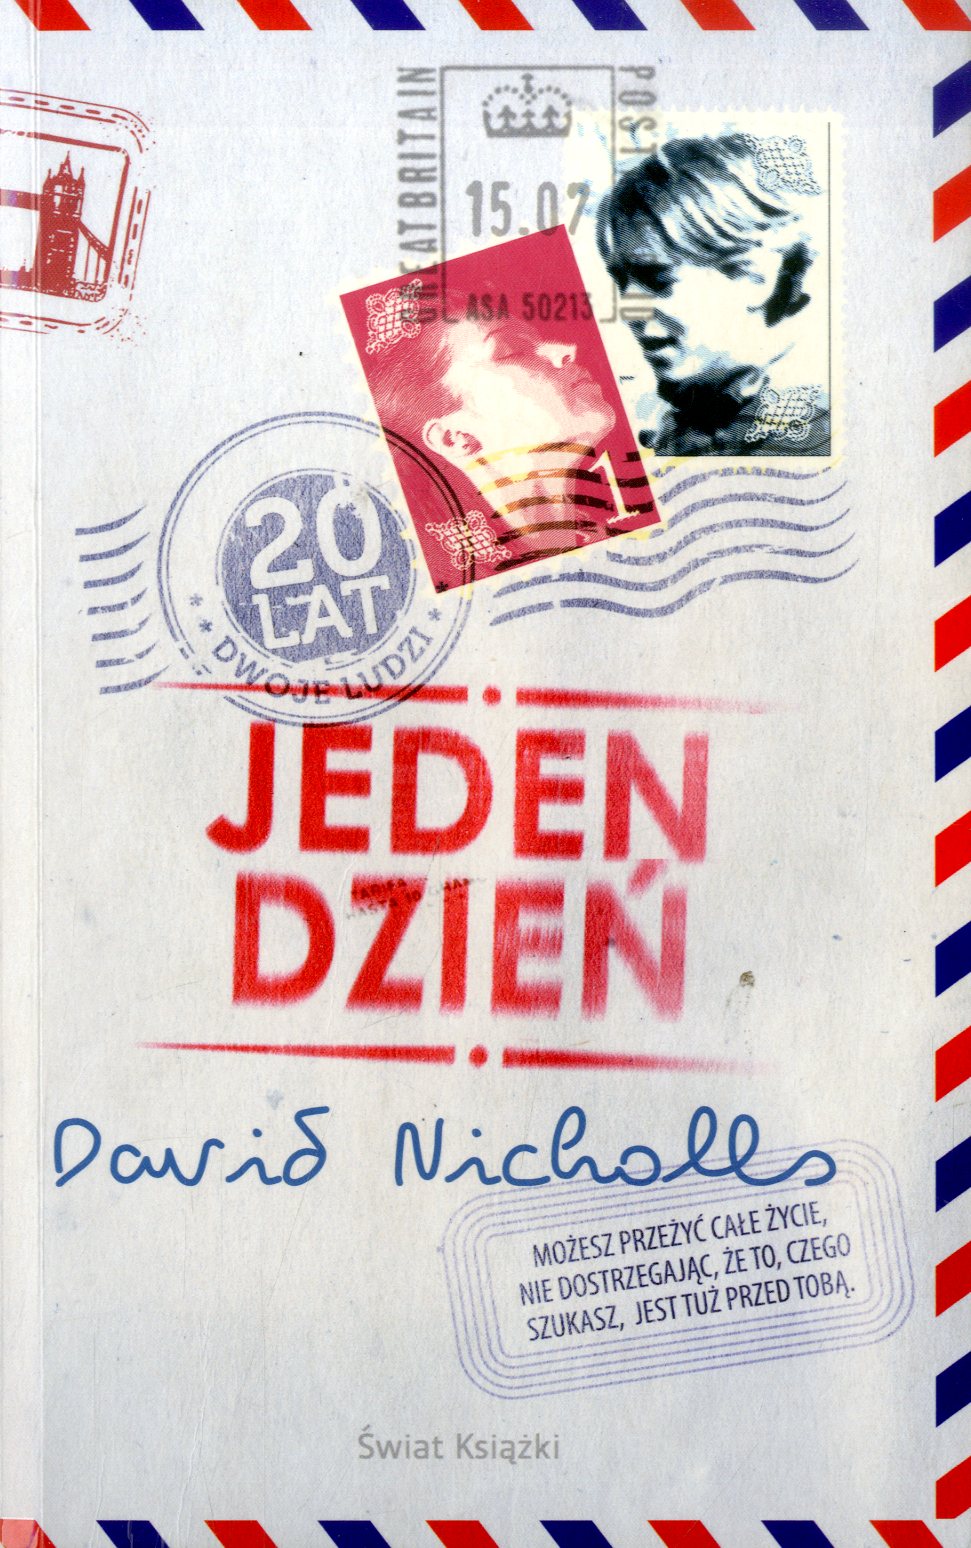 GREAT BRITAIN
POST
15.07
ASA 50213
1
20
LAT
DWOJE LUDZI
JEDEN
DZIEŃ
David Nicholls
MOŻESZ PRZEŻYĆ CAŁE ŻYCIE,
NIE DOSTRZEGAJĄC, ŻE TO, CZEGO
SZUKASZ, JEST TUŻ PRZED TOBĄ.
Świat Książki